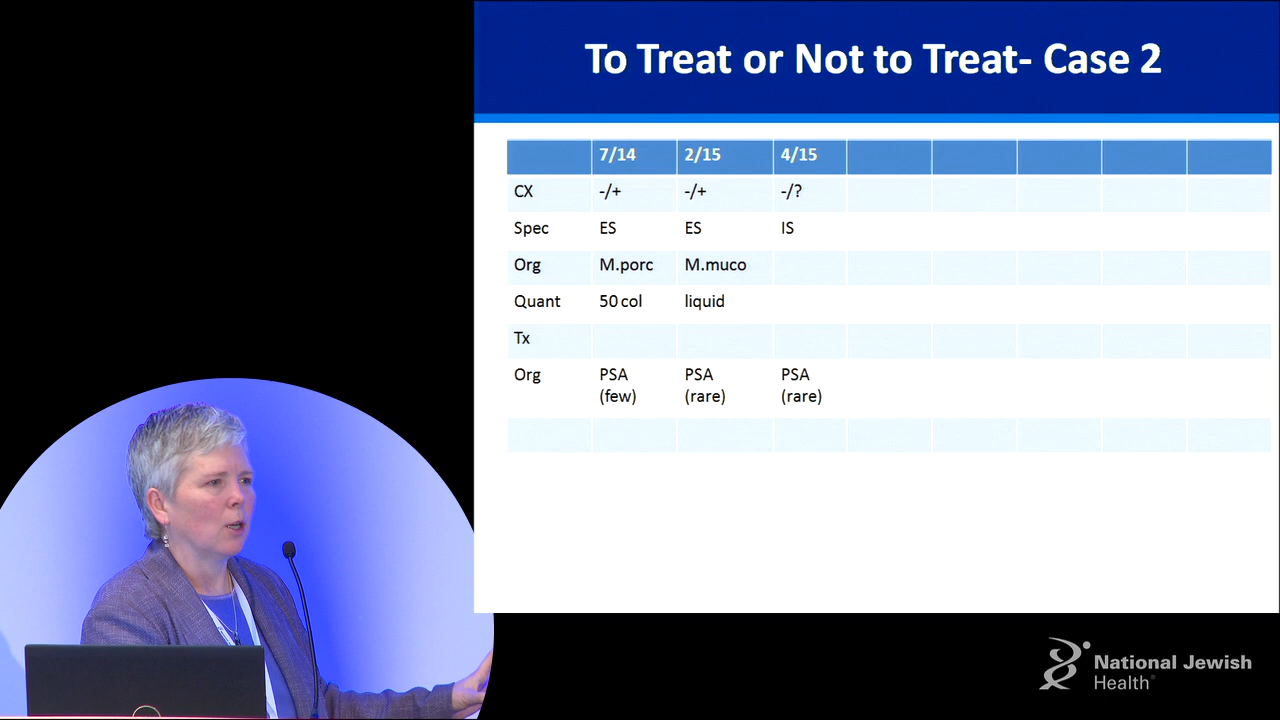 To Treat or Not to Treat- Case 2
7/14 2/15 4/15
CX -/+ -/+ -/?
Spec ES ES IS
Org M.porc M.muco
Quant 50 col liquid
Tx
Org PSA PSA PSA
(few) (rare) (rare)
National Jewish
Health